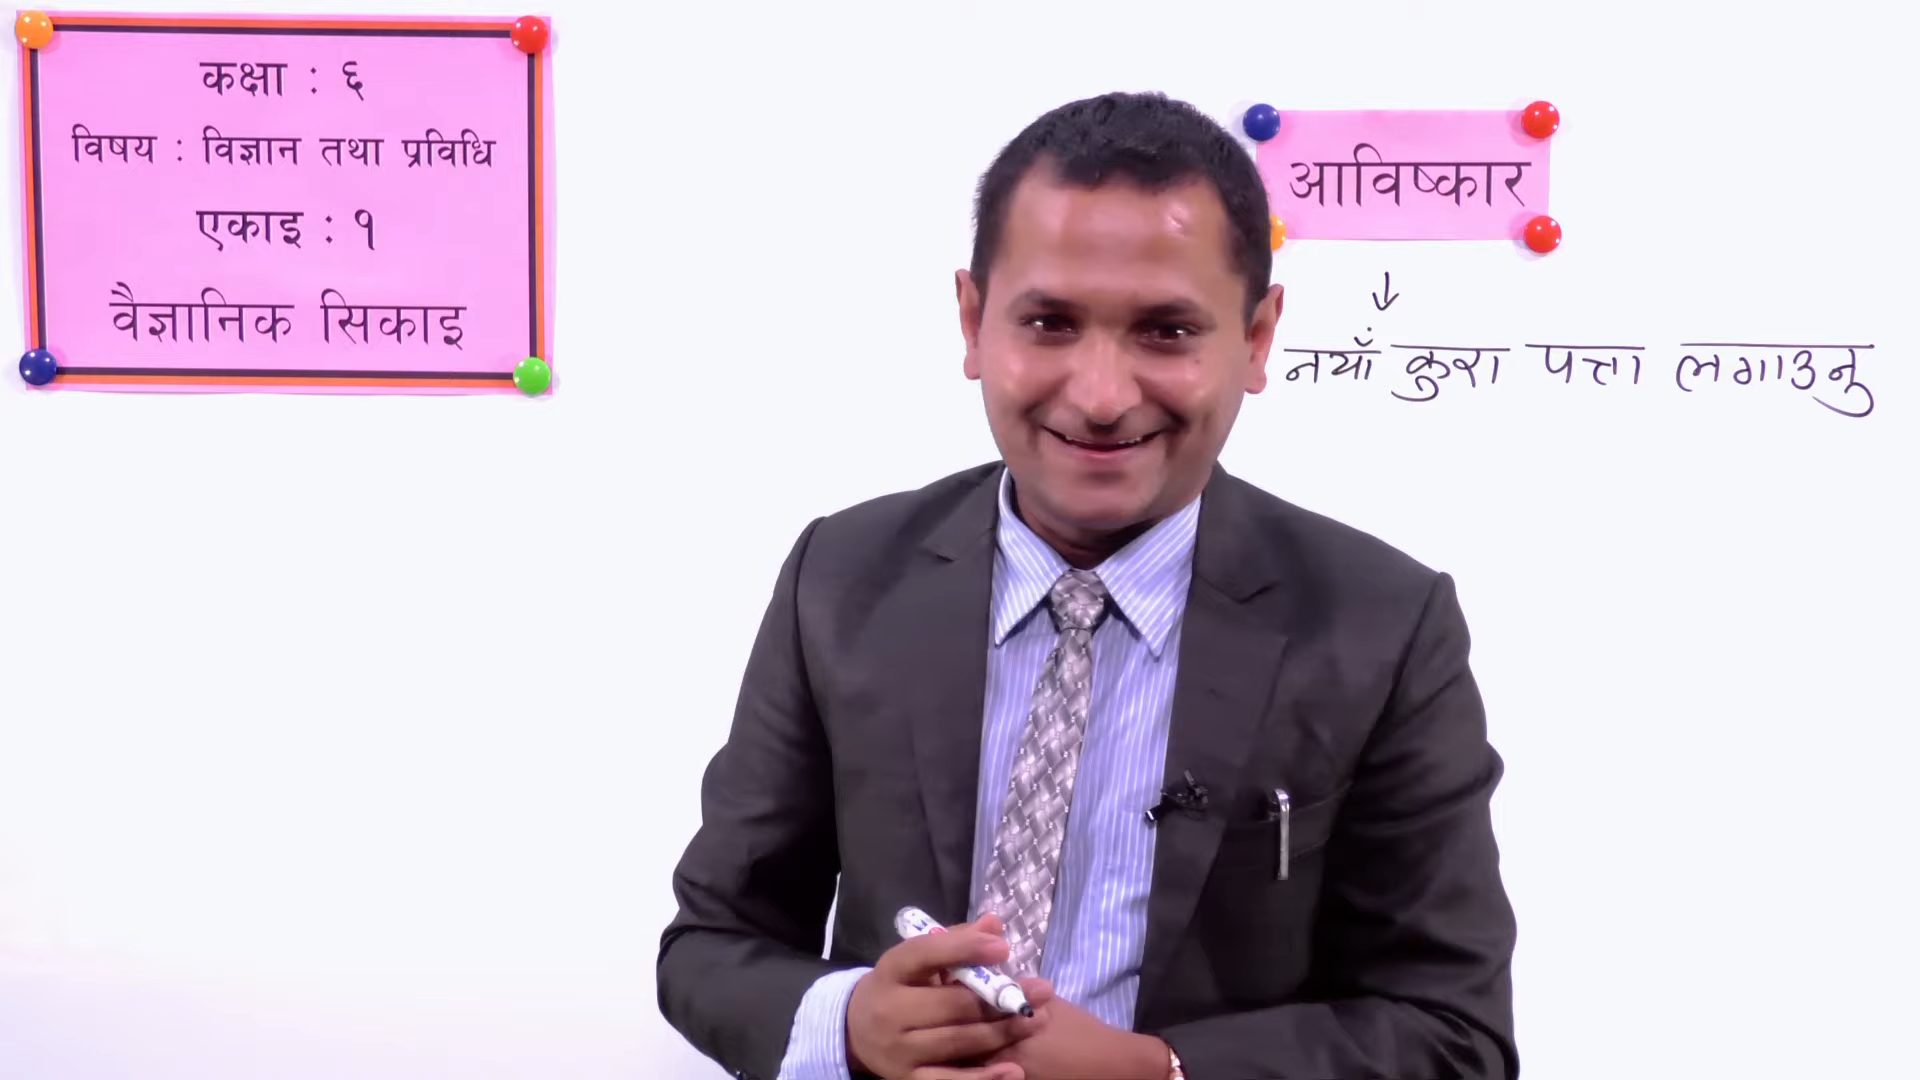 कक्षा : ६
विषय : विज्ञान तथा प्रविधि
एकाइ : १
वैज्ञानिक सिकाइ
आविष्कार
↓
नयाँ कुरा पत्ता लगाउनु